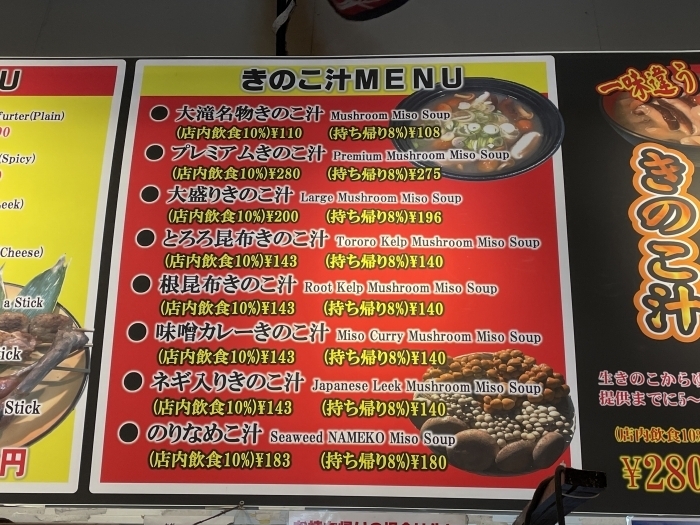 きのこ汁MENU
● 大滝名物きのこ汁 Mushroom Miso Soup
(店内飲食10%)¥110 (持ち帰り8%)¥108
● プレミアムきのこ汁 Premium Mushroom Miso Soup
(店内飲食10%)¥280 (持ち帰り8%)¥275
● 大盛りきのこ汁 Large Mushroom Miso Soup
(店内飲食10%)¥200 (持ち帰り8%)¥196
● とろろ昆布きのこ汁 Tororo Kelp Mushroom Miso Soup
(店内飲食10%)¥143 (持ち帰り8%)¥140
● 根昆布きのこ汁 Root Kelp Mushroom Miso Soup
(店内飲食10%)¥143 (持ち帰り8%)¥140
● 味噌カレーきのこ汁 Miso Curry Mushroom Miso Soup
(店内飲食10%)¥143 (持ち帰り8%)¥140
● ネギ入りきのこ汁 Japanese Leek Mushroom Miso Soup
(店内飲食10%)¥143 (持ち帰り8%)¥140
● のりなめこ汁 Seaweed NAMEKO Miso Soup
(店内飲食10%)¥183 (持ち帰り8%)¥180
U
(Plain)
(Spicy)
Cheese)
a Stick
Stick
円
一味違う
きのこ汁
生きのこから
提供までに5〜
(店内飲食10%
¥280